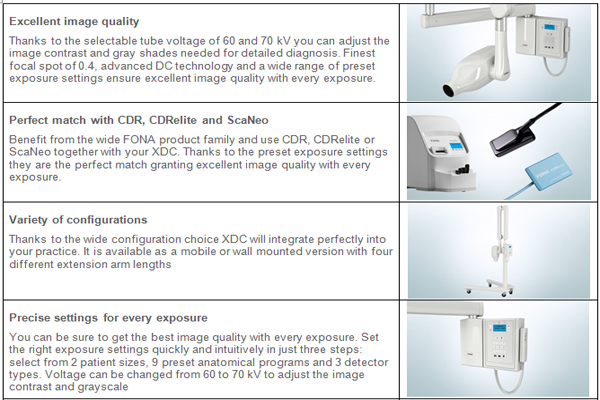 Excellent image quality
Thanks to the selectable tube voltage of 60 and 70 kV you can adjust the
image contrast and gray shades needed for detailed diagnosis. Finest
focal spot of 0.4, advanced DC technology and a wide range of preset
exposure settings ensure excellent image quality with every exposure.
Perfect match with CDR, CDRelite and ScaNeo
Benefit from the wide FONA product family and use CDR, CDRelite or
ScaNeo together with your XDC. Thanks to the preset exposure settings
they are the perfect match granting excellent image quality with every
exposure.
Variety of configurations
Thanks to the wide configuration choice XDC will integrate perfectly into
your practice. It is available as a mobile or wall mounted version with four
different extension arm lengths
Precise settings for every exposure
You can be sure to get the best image quality with every exposure. Set
the right exposure settings quickly and intuitively in just three steps:
select from 2 patient sizes, 9 preset anatomical programs and 3 detector
types. Voltage can be changed from 60 to 70 kV to adjust the image
contrast and grayscale